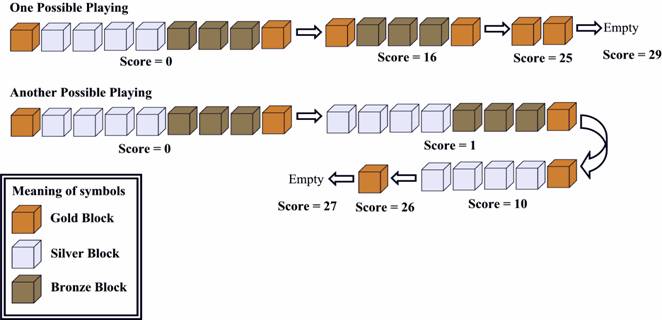 One Possible Playing
Empty
Score = 0
Score = 16
Score = 25
Score = 29
Another Possible Playing
Score = 0
Score = 1
Empty
Score = 27
Score = 26
Score = 10
Meaning of symbols
Gold Block
Silver Block
Bronze Block